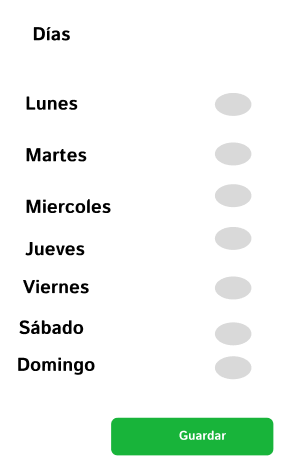 Días
Lunes
Martes
Miercoles
Jueves
Viernes
Sábado
Domingo
Guardar